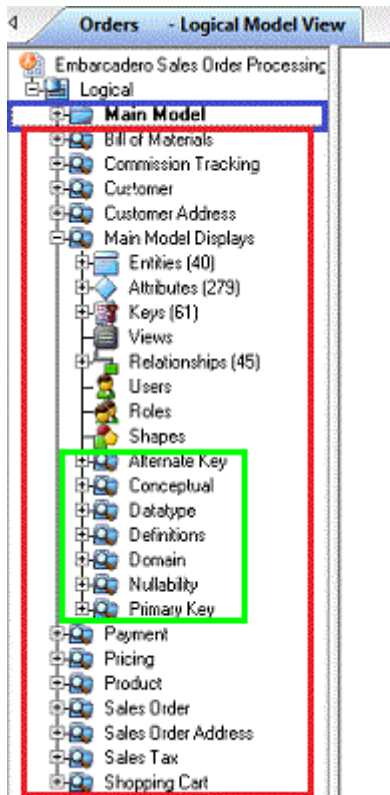 Orders - Logical Model View
Embarcadero Sales Order Processing
Logical
Main Model
Bill of Materials
Commission Tracking
Customer
Customer Address
Main Model Displays
Entities (40)
Attributes (279)
Keys (61)
Views
Relationships (45)
Users
Roles
Shapes
Alternate Key
Conceptual
Datatype
Definitions
Domain
Nullability
Primary Key
Payment
Pricing
Product
Sales Order
Sales Order Address
Sales Tax
Shopping Cart